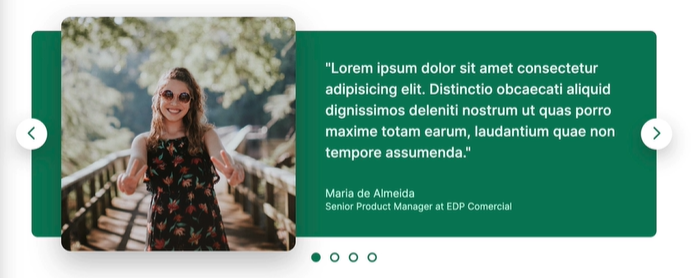 "Lorem ipsum dolor sit amet consectetur
adipisicing elit. Distinctio obcaecati aliquid
dignissimos deleniti nostrum ut quas porro
maxime totam earum, laudantium quae non
tempore assumenda."
Maria de Almeida
Senior Product Manager at EDP Comercial